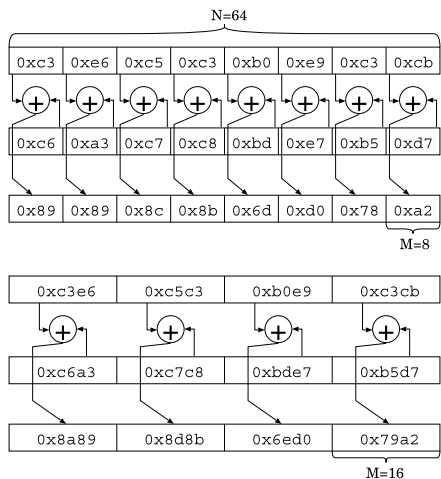 N=64
0xc3 0xe6 0xc5 0xc3 0xb0 0xe9 0xc3 0xcb
+ + + + + + + +
0xc6 0xa3 0xc7 0xc8 0xbd 0xe7 0xb5 0xd7
0x89 0x89 0x8c 0x8b 0x6d 0xd0 0x78 0xa2
M=8
0xc3e6 0xc5c3 0xb0e9 0xc3cb
+ + + +
0xc6a3 0xc7c8 0xbde7 0xb5d7
0x8a89 0x8d8b 0x6ed0 0x79a2
M=16